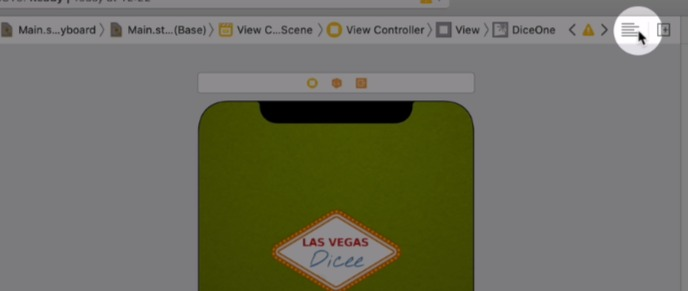 Main.s...yboard > Main.st...(Base) > View C...Scene > View Controller > View > DiceOne
LAS VEGAS
Dicee